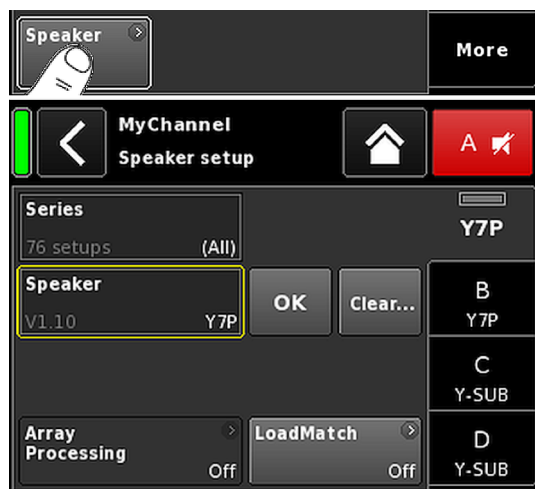 Speaker
More
MyChannel
Speaker setup
A
Series
76 setups (All)
Y7P
Speaker
V1.10 Y7P
OK
Clear...
B
Y7P
C
Y-SUB
Array
Processing
Off
LoadMatch
Off
D
Y-SUB